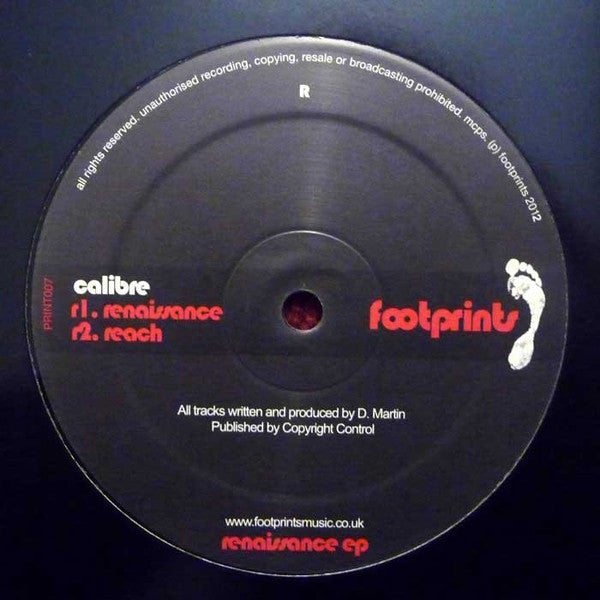 all rights reserved. unauthorised recording, copying, resale or broadcasting prohibited. mcps. (p) footprints 2012
R
PRINT007
calibre
r1. renaissance
r2. reach
footprints
All tracks written and produced by D. Martin
Published by Copyright Control
www.footprintsmusic.co.uk
renaissance ep